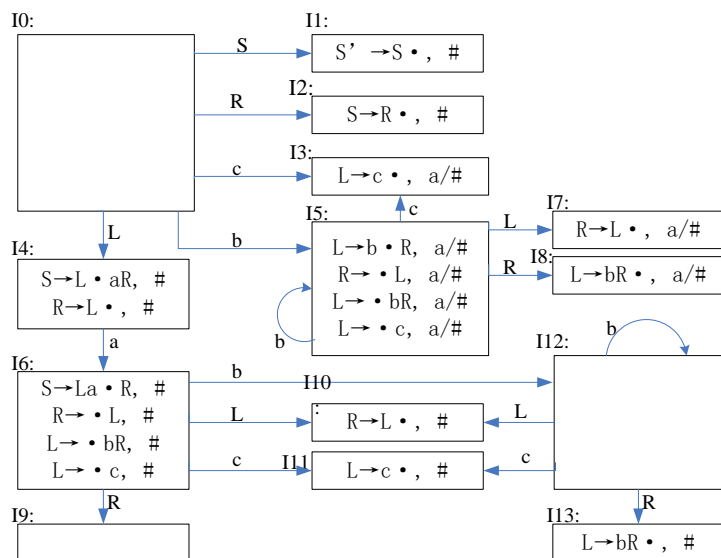 I0:
I1:
S
S’ →S•, #
I2:
R
S→R•, #
I3:
c
L→c•, a/#
c
I7:
I5:
L
R→L•, a/#
L
b
I4:
I8:
L→b•R, a/#
R→•L, a/#
L→•bR, a/#
L→•c, a/#
R
L→bR•, a/#
S→L•aR, #
R→L•, #
b
a
I12:
b
I6:
S→La•R, #
R→•L, #
L→•bR, #
L→•c, #
b
I10
:
L
R→L•, #
L
c
I11
L→c•, #
c
R
I9:
R
I13:
L→bR•, #